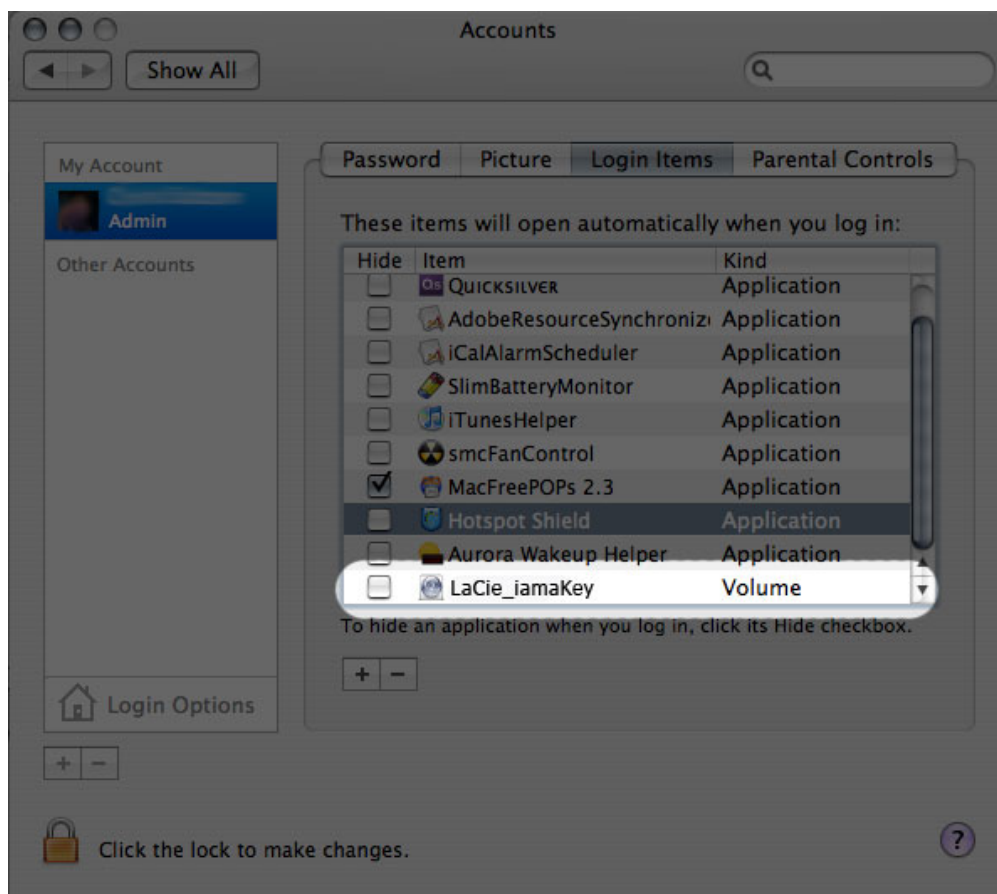 Accounts
Show All
My Account
Admin
Other Accounts
Password Picture Login Items Parental Controls
These items will open automatically when you log in:
Hide Item Kind
Qs Quicksilver Application
AdobeResourceSynchroniz Application
iCalAlarmScheduler Application
SlimBatteryMonitor Application
iTunesHelper Application
smcFanControl Application
MacFreePOPs 2.3 Application
Hotspot Shield Application
Aurora Wakeup Helper Application
LaCie_iamaKey Volume
To hide an application when you log in, click its Hide checkbox.
+ −
Login Options
+ −
Click the lock to make changes.
?